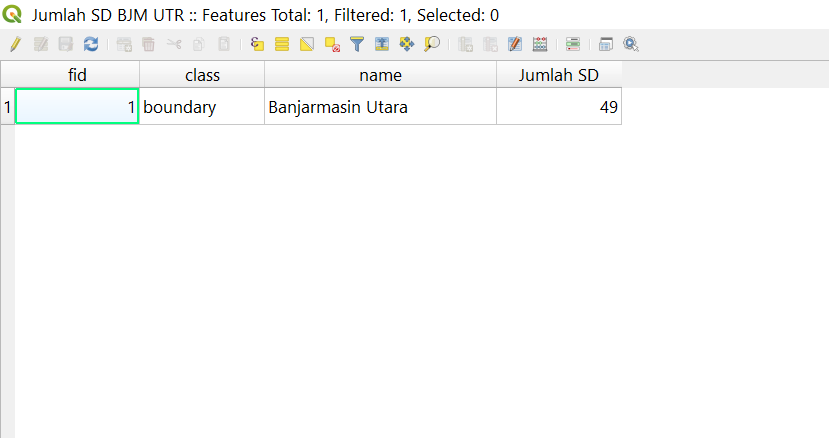 Jumlah SD BJM UTR :: Features Total: 1, Filtered: 1, Selected: 0
fid class name Jumlah SD
1 1 boundary Banjarmasin Utara 49